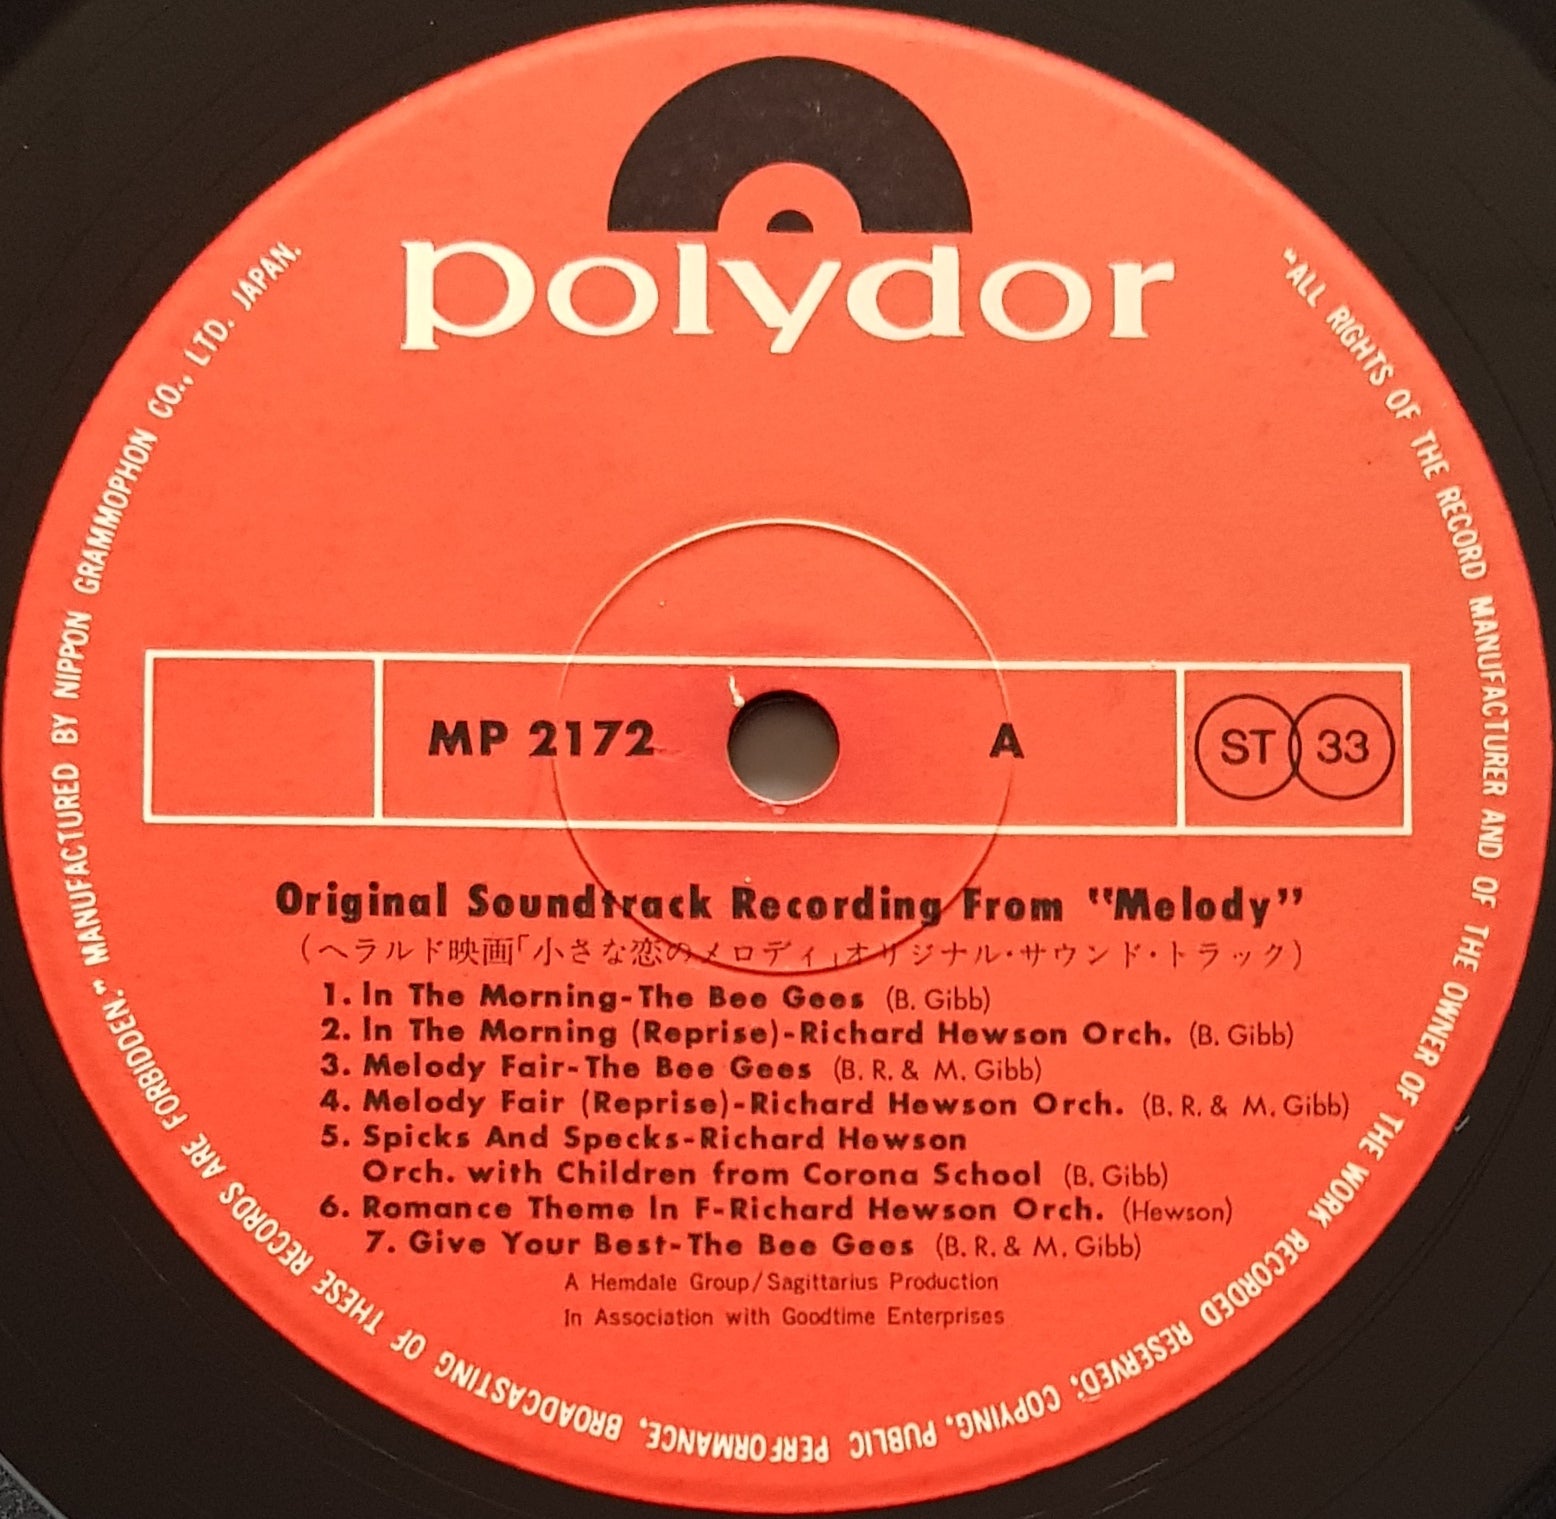 polydor
MP 2172
A
ST 33
Original Soundtrack Recording From "Melody"
(ヘラルド映画「小さな恋のメロディ」オリジナル・サウンド・トラック)
1. In The Morning-The Bee Gees (B. Gibb)
2. In The Morning (Reprise)-Richard Hewson Orch. (B. Gibb)
3. Melody Fair-The Bee Gees (B. R. & M. Gibb)
4. Melody Fair (Reprise)-Richard Hewson Orch. (B. R. & M. Gibb)
5. Spicks And Specks-Richard Hewson
Orch. with Children from Corona School (B. Gibb)
6. Romance Theme In F-Richard Hewson Orch. (Hewson)
7. Give Your Best-The Bee Gees (B. R. & M. Gibb)
A Hemdale Group/Sagittarius Production
In Association with Goodtime Enterprises
"ALL RIGHTS OF THE RECORD MANUFACTURER AND OF THE OWNER OF THE WORK RECORDED RESERVED; COPYING, PUBLIC PERFORMANCE, BROADCASTING OF THESE RECORDS ARE FORBIDDEN." MANUFACTURED BY NIPPON GRAMMOPHON CO., LTD. JAPAN.